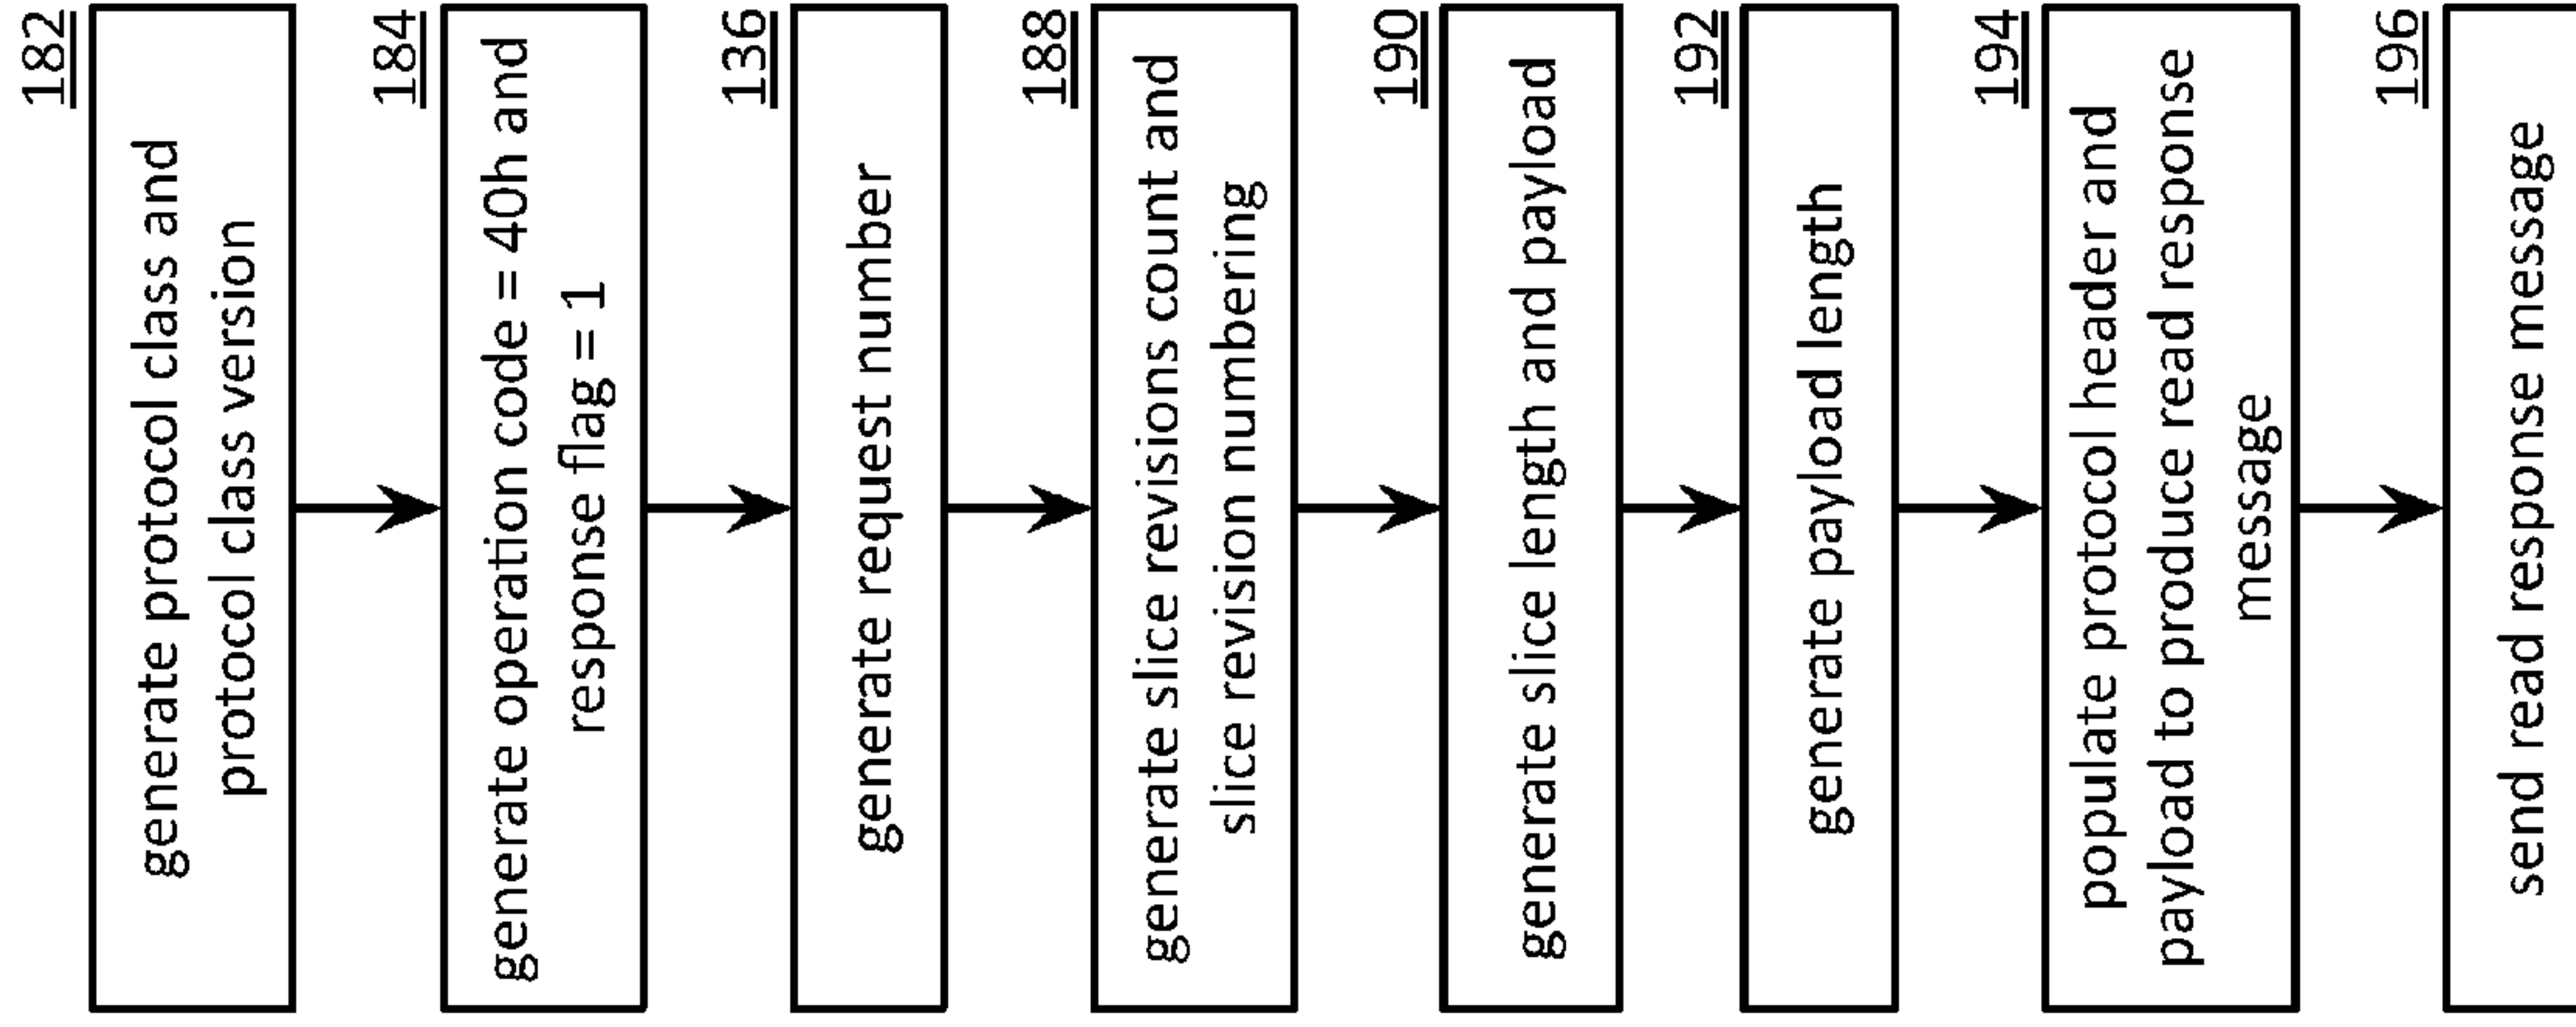 182
generate protocol class and
protocol class version
184
generate operation code = 40h and
response flag = 1
136
generate request number
188
generate slice revisions count and
slice revision numbering
190
generate slice length and payload
192
generate payload length
194
populate protocol header and
payload to produce read response
message
196
send read response message